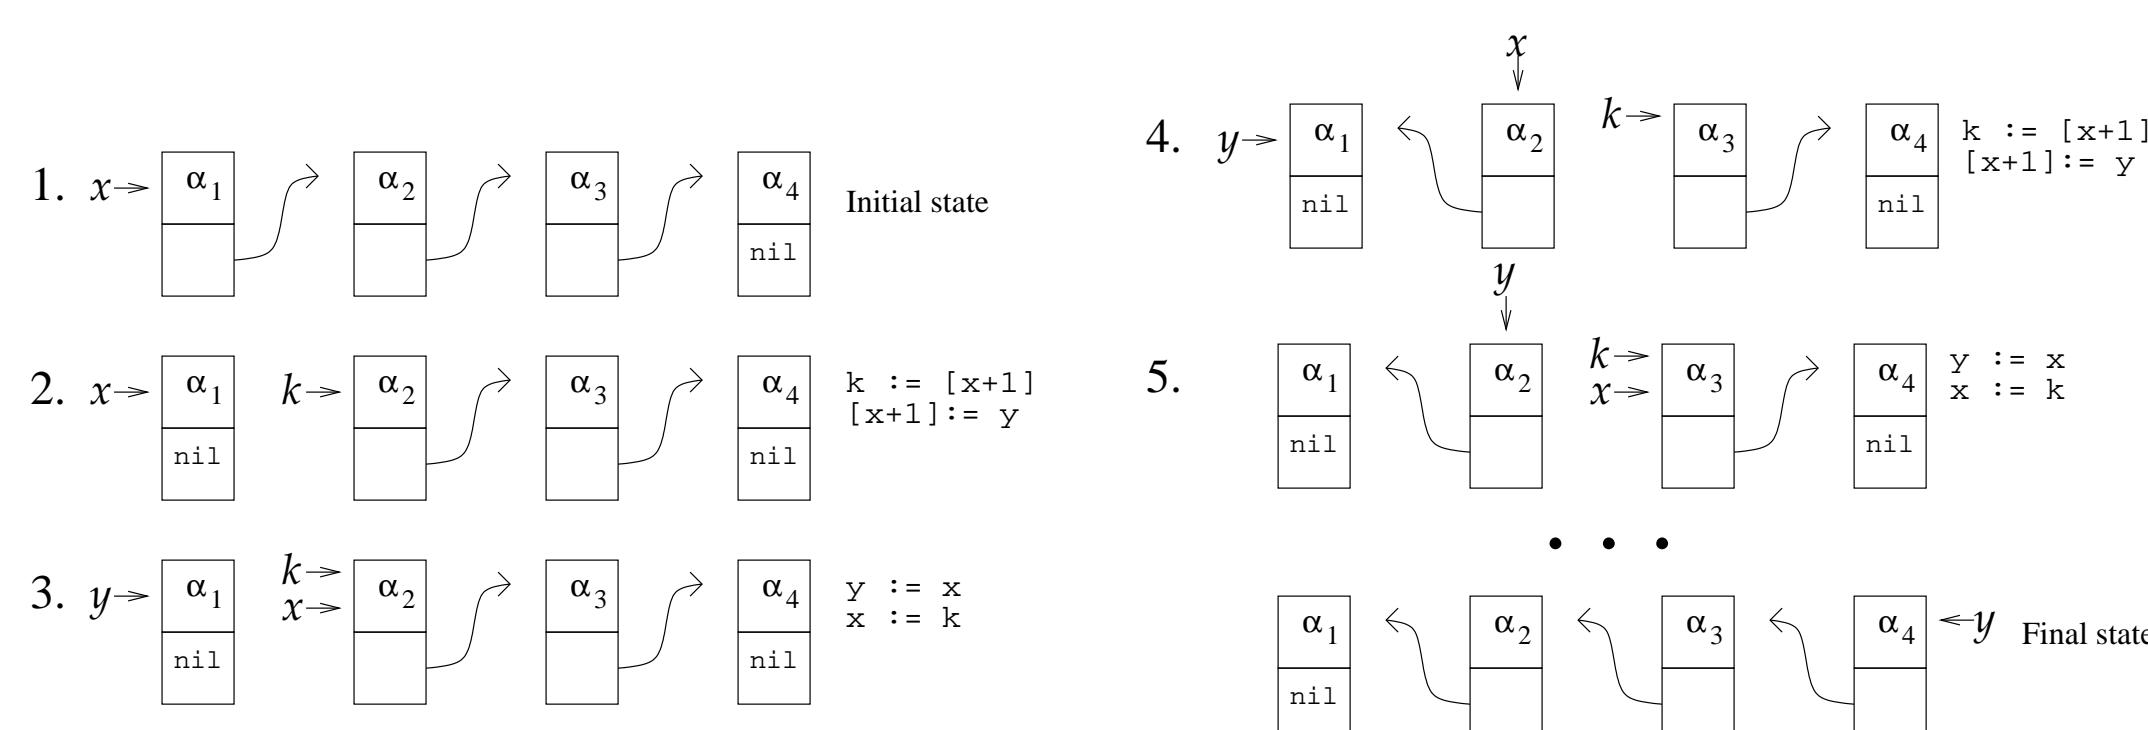 1. x α1 α2 α3 α4 Initial state
nil
2. x α1 k α2 α3 α4 k := [x+1]
[x+1]:= y
nil nil
3. y α1 k α2 α3 α4 y := x
x x := k
nil nil
x
4. y α1 α2 k α3 α4 k := [x+1]
[x+1]:= y
nil nil
y
5. α1 α2 k α3 α4 y := x
x x := k
nil nil
• • •
α1 α2 α3 α4 y Final state
nil